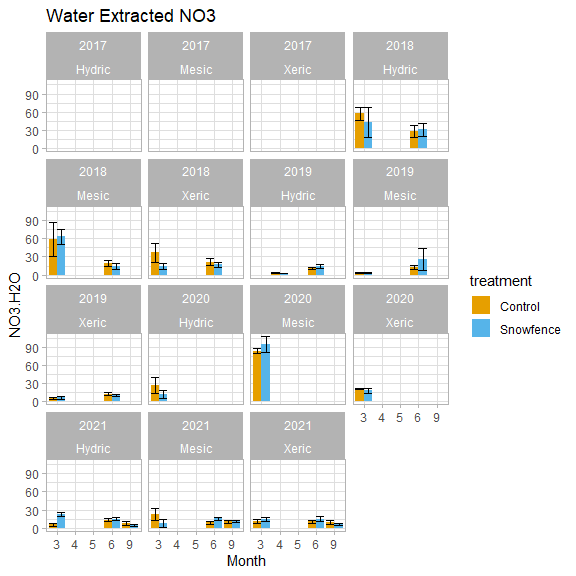 Water Extracted NO3
2017 2017 2017 2018
Hydric Mesic Xeric Hydric
90
60
30
0
2018 2018 2019 2019
Mesic Xeric Hydric Mesic
90
60
30
0
2019 2020 2020 2020
Xeric Hydric Mesic Xeric
90
60
30
0
3 4 5 6 9
2021 2021 2021
Hydric Mesic Xeric
90
60
30
0
3 4 5 6 9 3 4 5 6 9 3 4 5 6 9
Month
NO3.H2O
treatment
Control
Snowfence